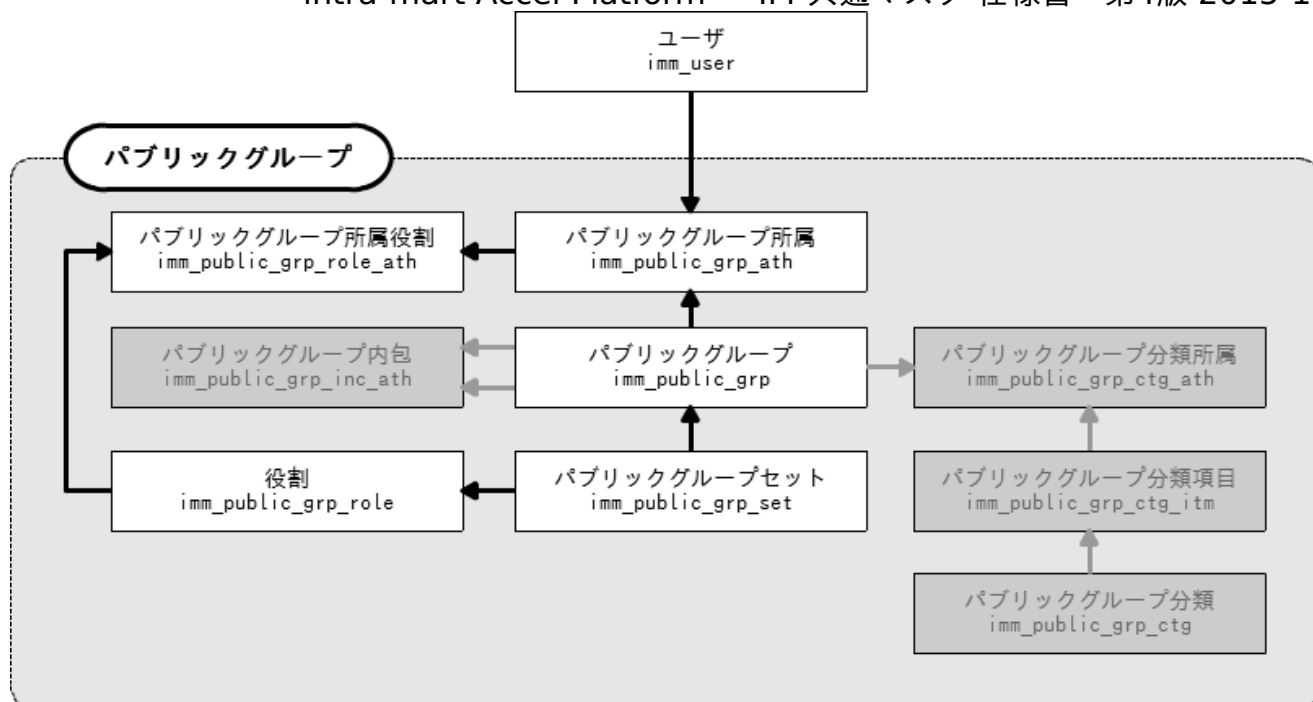 ユーザ
imm_user
パブリックグループ
パブリックグループ所属役割
imm_public_grp_role_ath
パブリックグループ所属
imm_public_grp_ath
パブリックグループ内包
imm_public_grp_inc_ath
パブリックグループ
imm_public_grp
パブリックグループ分類所属
imm_public_grp_ctg_ath
役割
imm_public_grp_role
パブリックグループセット
imm_public_grp_set
パブリックグループ分類項目
imm_public_grp_ctg_itm
パブリックグループ分類
imm_public_grp_ctg